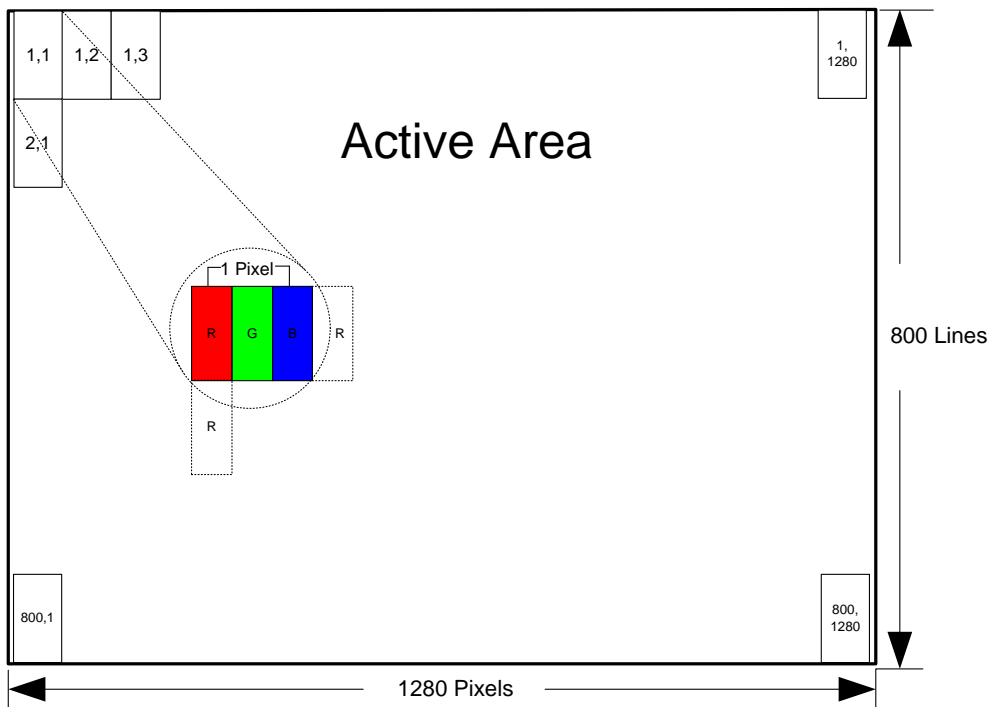 1,1
1,2
1,3
1,
1280
2,1
Active Area
1 Pixel
R
G
B
R
800 Lines
R
800,1
800,
1280
1280 Pixels